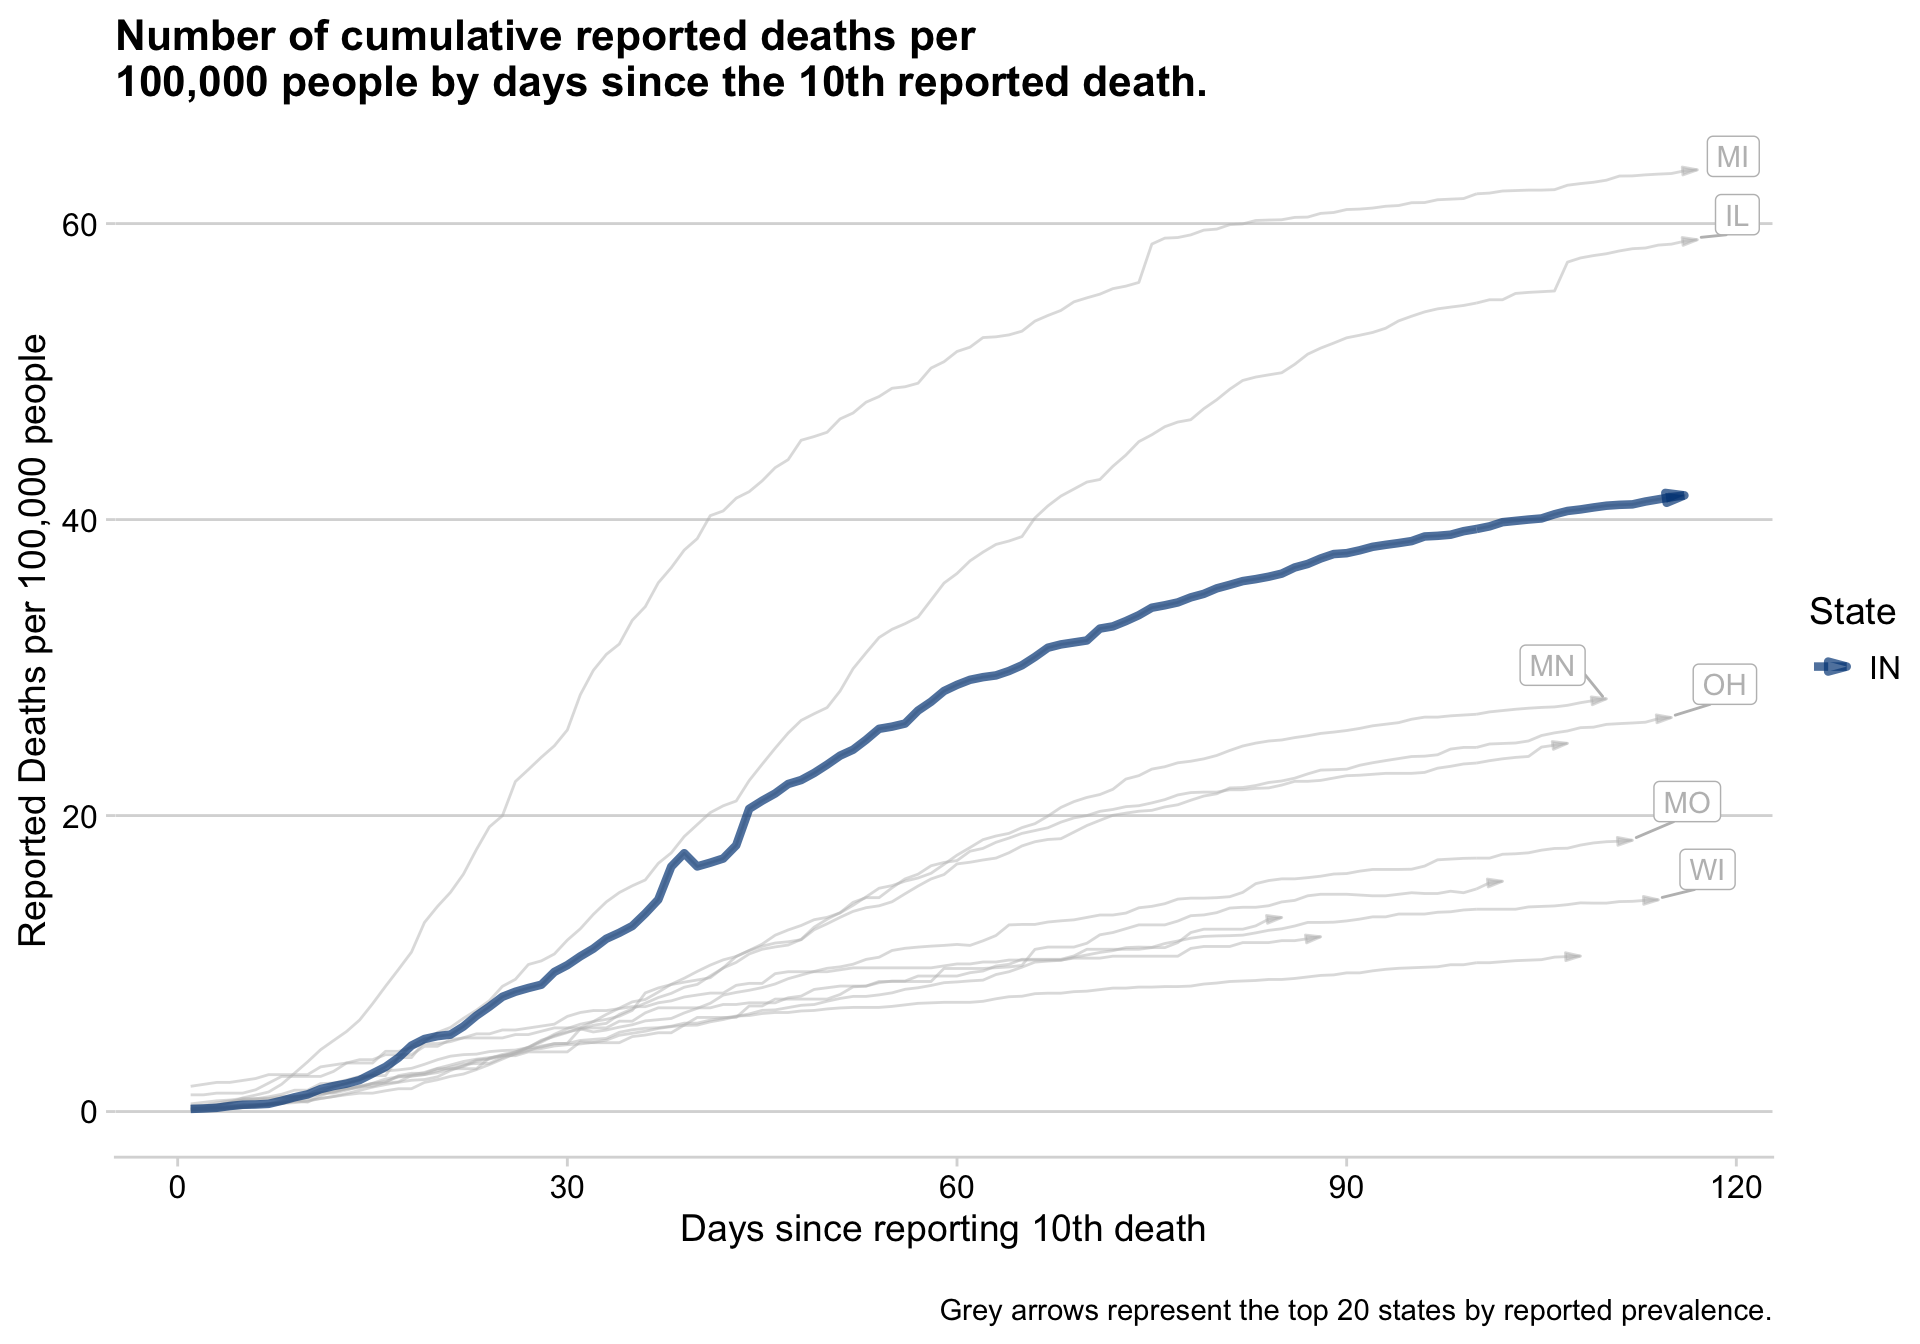 Number of cumulative reported deaths per
100,000 people by days since the 10th reported death.
MI
IL
60
40
MN
OH
20
MO
WI
0
Reported Deaths per 100,000 people
State
IN
0 30 60 90 120
Days since reporting 10th death
Grey arrows represent the top 20 states by reported prevalence.